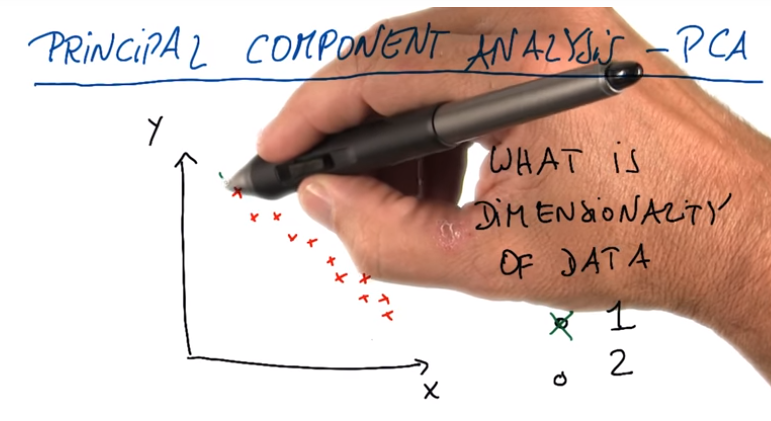 PRINCIPAL COMPONENT ANALYSIS - PCA
Y
WHAT IS
DIMENSIONALITY
OF DATA
1
2
X